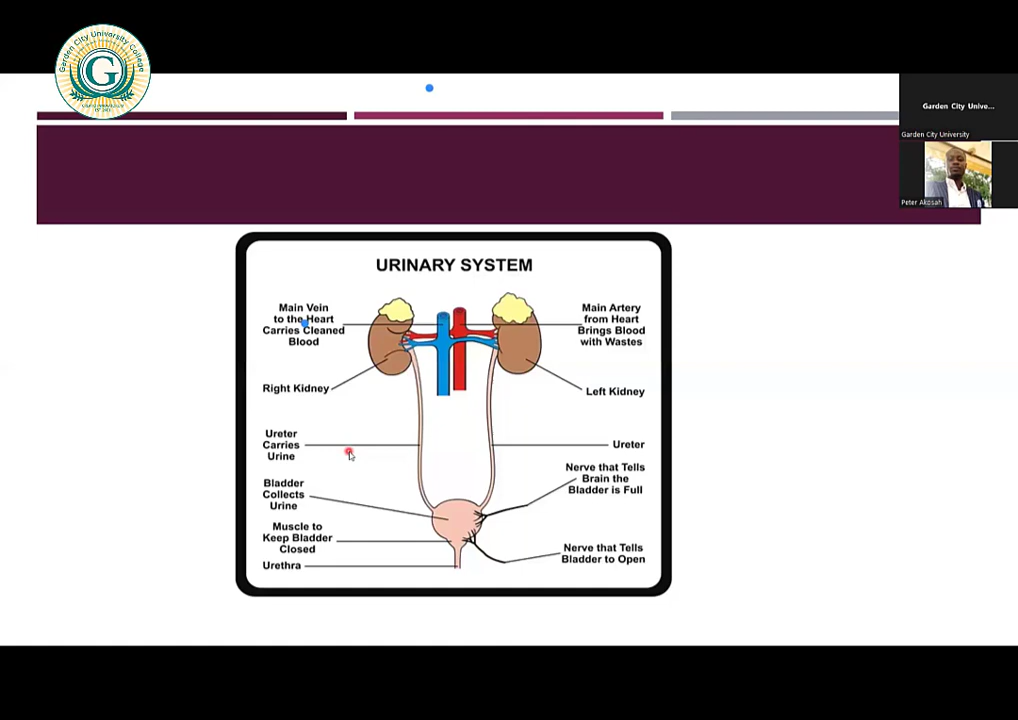 Garden City University College
G
Garden City Unive...
Garden City University
Peter Akosah
URINARY SYSTEM
Main Vein
to the Heart
Carries Cleaned
Blood
Main Artery
from Heart
Brings Blood
with Wastes
Right Kidney
Left Kidney
Ureter
Carries
Urine
Ureter
Nerve that Tells
Brain the
Bladder is Full
Bladder
Collects
Urine
Muscle to
Keep Bladder
Closed
Nerve that Tells
Bladder to Open
Urethra